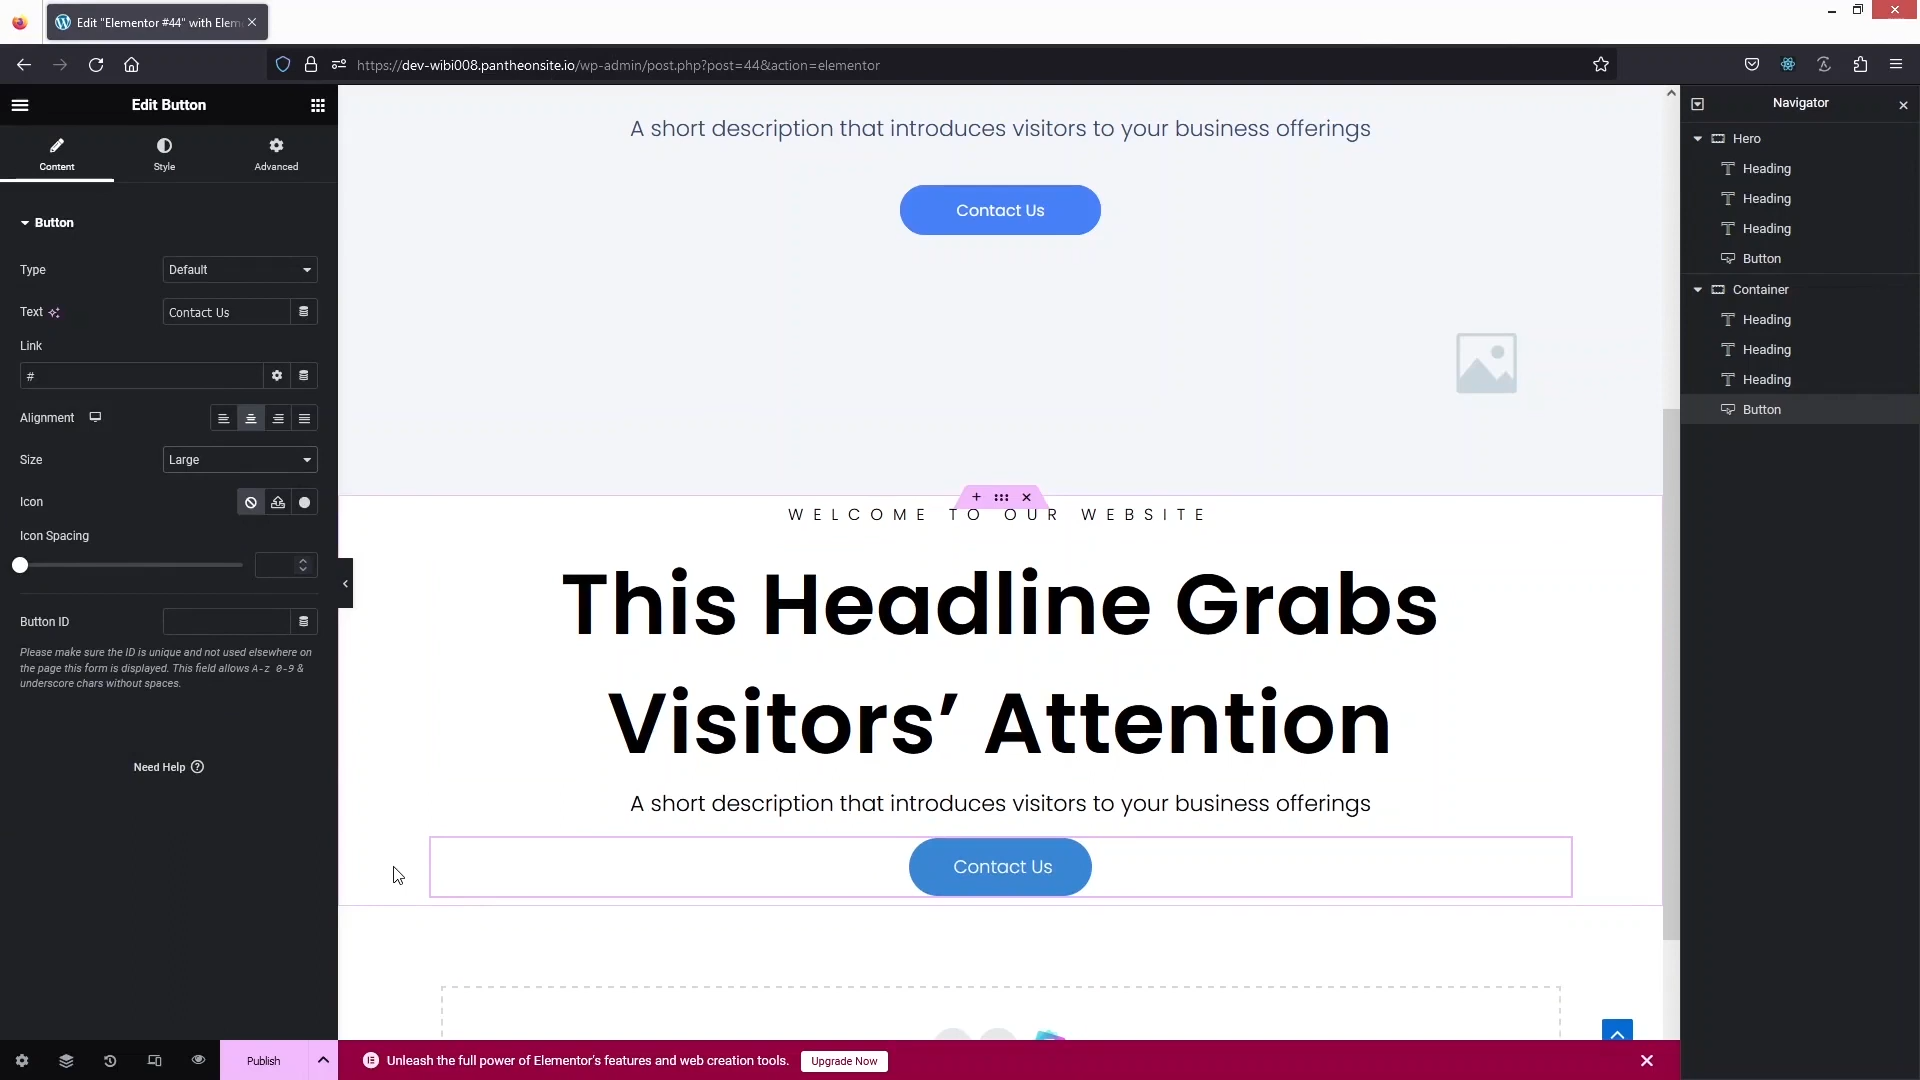 Edit "Elementor #44" with Elem
https://dev-wibi008.pantheonsite.io/wp-admin/post.php?post=44&action=elementor
Edit Button
Content
Style
Advanced
Button
Type
Default
Text
Contact Us
Link
#
Alignment
Size
Large
Icon
Icon Spacing
Button ID
Please make sure the ID is unique and not used elsewhere on
the page this form is displayed. This field allows A-z 0-9 &
underscore chars without spaces.
Need Help
Publish
A short description that introduces visitors to your business offerings
Contact Us
WELCOME TO OUR WEBSITE
This Headline Grabs
Visitors’ Attention
A short description that introduces visitors to your business offerings
Contact Us
Unleash the full power of Elementor's features and web creation tools.
Upgrade Now
Navigator
Hero
Heading
Heading
Heading
Button
Container
Heading
Heading
Heading
Button